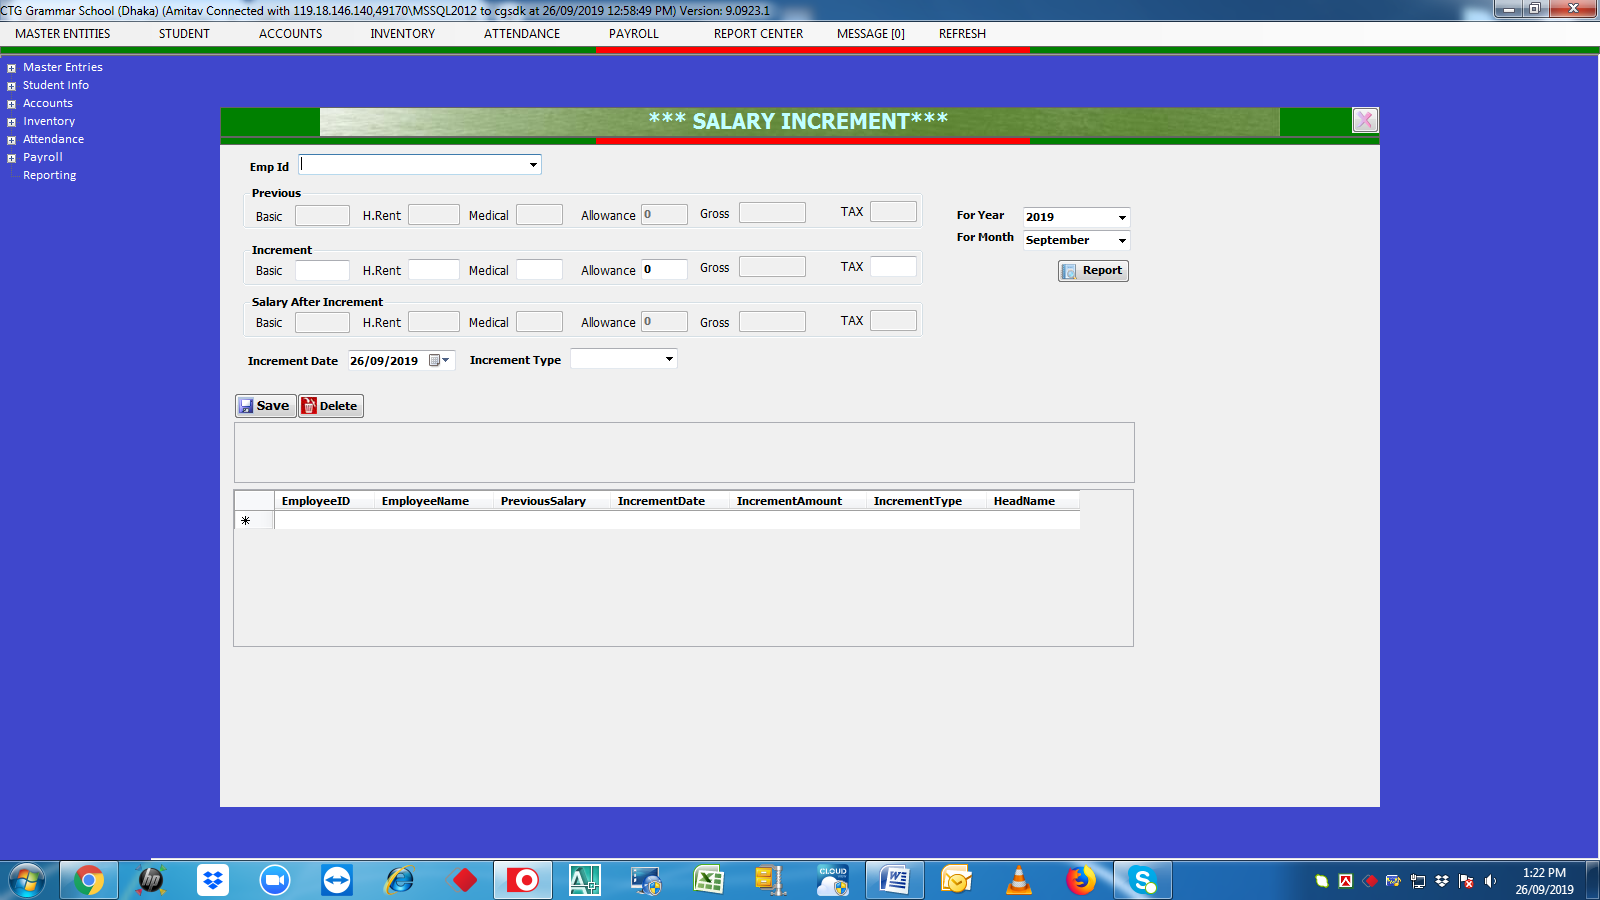 CTG Grammar School (Dhaka) (Amitav Connected with 119.18.146.140,49170\MSSQL2012 to cgsdk at 26/09/2019 12:58:49 PM) Version: 9.0923.1
MASTER ENTITIES STUDENT ACCOUNTS INVENTORY ATTENDANCE PAYROLL REPORT CENTER MESSAGE [0] REFRESH
Master Entries
Student Info
Accounts
Inventory
Attendance
Payroll
Reporting
*** SALARY INCREMENT***
Emp Id
Previous
Basic H.Rent Medical Allowance 0 Gross TAX
For Year 2019
For Month September
Report
Increment
Basic H.Rent Medical Allowance 0 Gross TAX
Salary After Increment
Basic H.Rent Medical Allowance 0 Gross TAX
Increment Date 26/09/2019 Increment Type
Save Delete
EmployeeID EmployeeName PreviousSalary IncrementDate IncrementAmount IncrementType HeadName
CLOUD
1:22 PM
26/09/2019